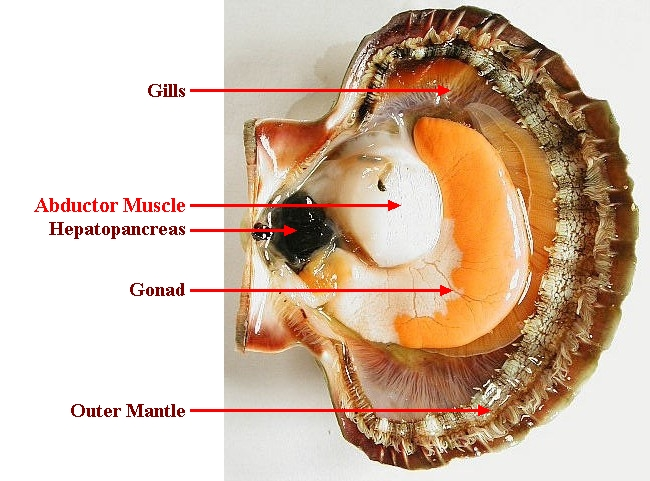 Gills
Abductor Muscle
Hepatopancreas
Gonad
Outer Mantle